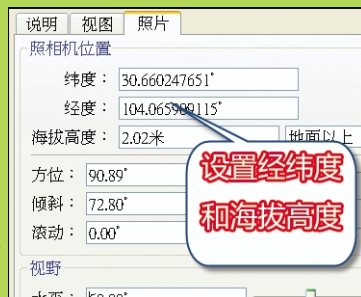 说明 视图 照片
照相机位置
纬度： 30.660247651°
经度： 104.065909115°
海拔高度： 2.02米 地面以上
设置经纬度
和海拔高度
方位： 90.89°
倾斜： 72.80°
滚动： 0.00°
视野